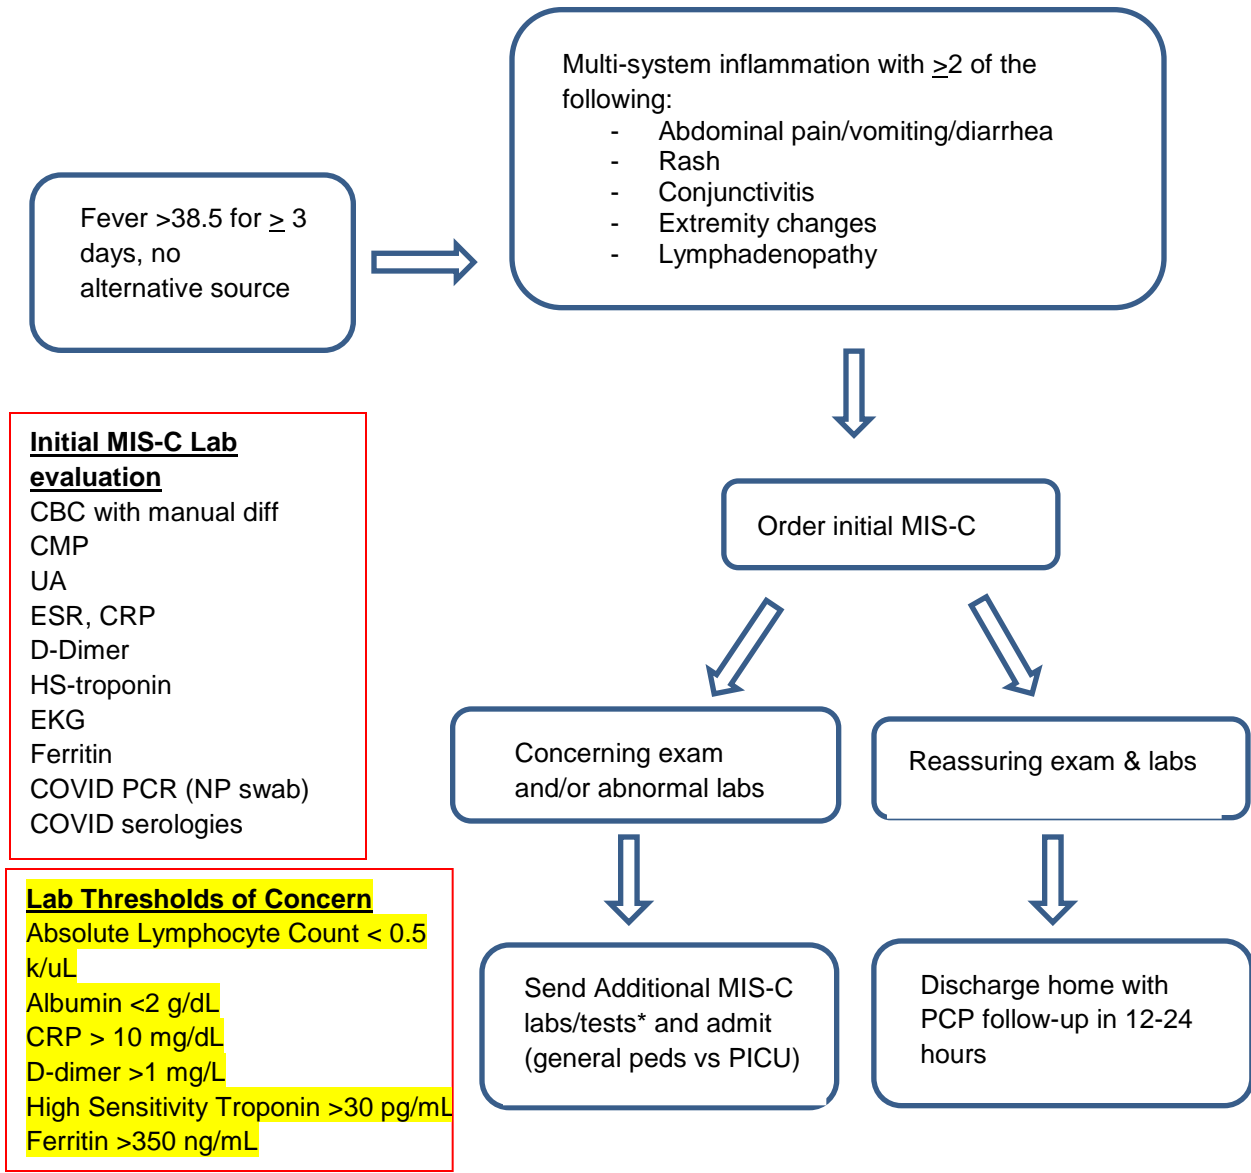 Multi-system inflammation with >2 of the
following:
- Abdominal pain/vomiting/diarrhea
- Rash
- Conjunctivitis
- Extremity changes
- Lymphadenopathy
Fever >38.5 for > 3
days, no
alternative source
Initial MIS-C Lab
evaluation
CBC with manual diff
CMP
UA
ESR, CRP
D-Dimer
HS-troponin
EKG
Ferritin
COVID PCR (NP swab)
COVID serologies
Order initial MIS-C
Concerning exam
and/or abnormal labs
Reassuring exam & labs
Lab Thresholds of Concern
Absolute Lymphocyte Count < 0.5
k/uL
Albumin <2 g/dL
CRP > 10 mg/dL
D-dimer >1 mg/L
High Sensitivity Troponin >30 pg/mL
Ferritin >350 ng/mL
Send Additional MIS-C
labs/tests* and admit
(general peds vs PICU)
Discharge home with
PCP follow-up in 12-24
hours